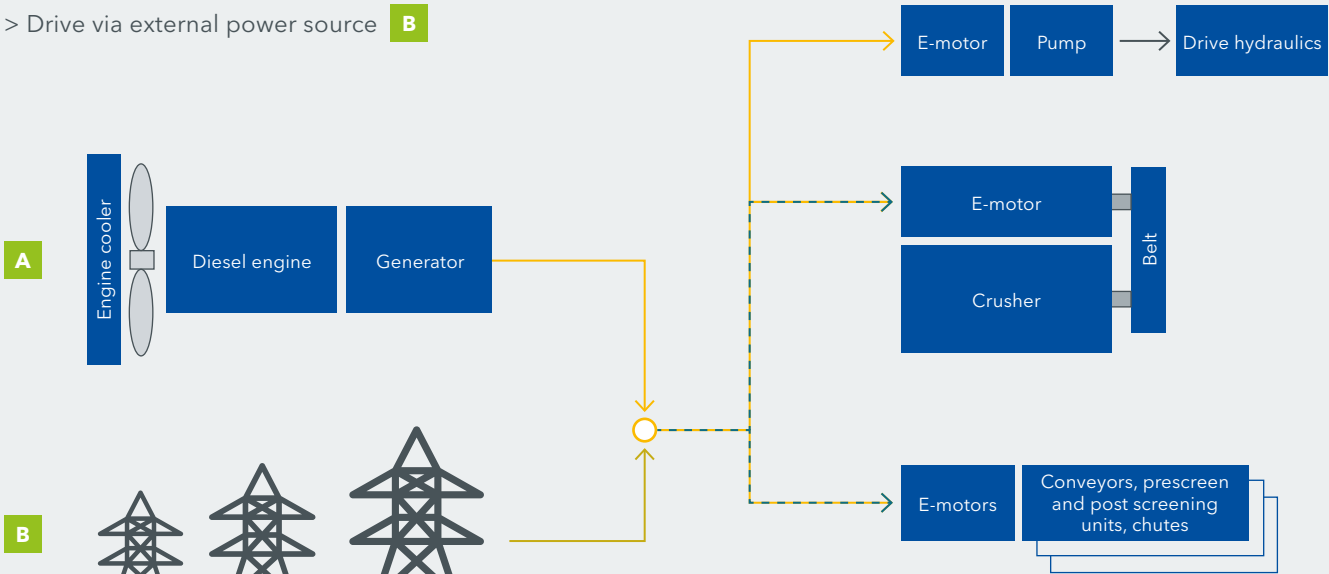 > Drive via external power source B
E-motor
Pump
Drive hydraulics
A
Engine cooler
Diesel engine
Generator
E-motor
Crusher
Belt
B
E-motors
Conveyors, prescreen
and post screening
units, chutes